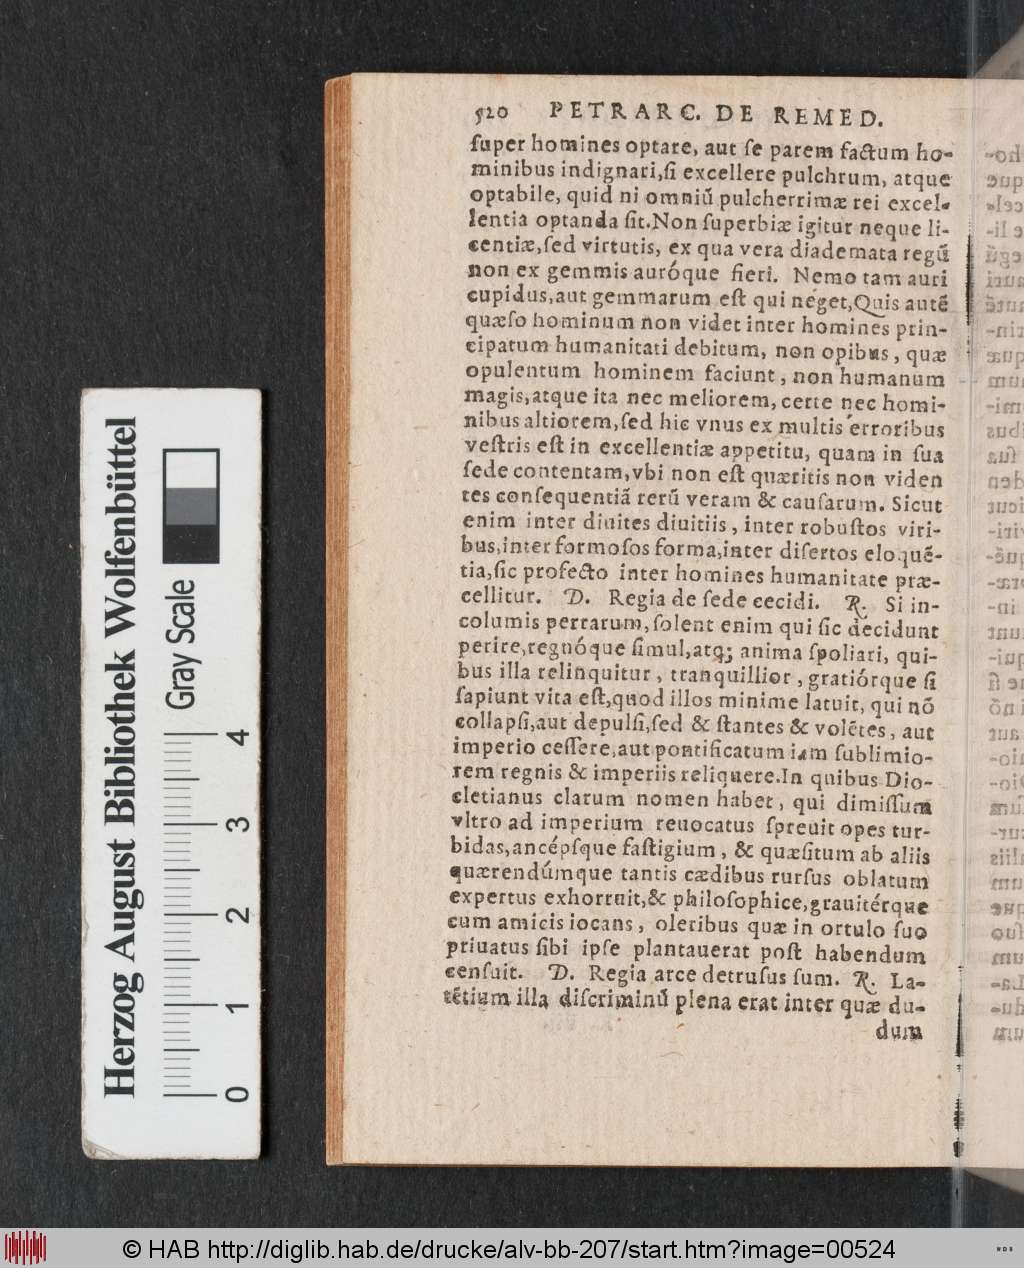 520 PETRARC. DE REMED.
ſuper homines optare, aut ſe parem factum ho-
minibus indignari,ſi excellere pulchrum, atque
optabile, quid ni omniũ pulcherrimæ rei excel-
lentia optanda ſit.Non ſuperbiæ igitur neque li-
centiæ,ſed virtutis, ex qua vera diademata regũ
non ex gemmis auróque fieri. Nemo tam auri
cupidus,aut gemmarum eſt qui neget,Quis autẽ
quæſo hominum non videt inter homines prin-
cipatum humanitati debitum, non opibus, quæ
opulentum hominem faciunt, non humanum
magis,atque ita nec meliorem, certe nec homi-
nibus altiorem,ſed hic vnus ex multis erroribus
veſtris eſt in excellentiæ appetitu, quam in ſua
ſede contentam,vbi non eſt quæritis non viden
tes conſequentiã rerũ veram & cauſarum. Sicut
enim inter diuites diuitiis, inter robuſtos viri-
bus,inter formoſos forma,inter diſertos eloquẽ-
tia,ſic profecto inter homines humanitate præ-
cellitur. D. Regia de ſede cecidi. R. Si in-
columis perrarum,ſolent enim qui ſic decidunt
perire,regnóque ſimul,atq; anima ſpoliari, qui-
bus illa relinquitur, tranquillior, gratiórque ſi
ſapiunt vita eſt,quod illos minime latuit, qui nõ
collapſi,aut depulſi,ſed & ſtantes & volẽtes, aut
imperio ceſſere,aut pontificatum iam ſublimio-
rem regnis & imperiis reliquere.In quibus Dio-
cletianus clarum nomen habet, qui dimiſſum
vltro ad imperium reuocatus ſpreuit opes tur-
bidas,ancépſque faſtigium, & quæſitum ab aliis
quærendúmque tantis cædibus rurſus oblatum
expertus exhorruit,& philoſophice,grauitérque
cum amicis iocans, oleribus quæ in ortulo ſuo
priuatus ſibi ipſe plantauerat poſt habendum
cenſuit. D. Regia arce detruſus ſum. R. La-
tẽtium illa diſcriminũ plena erat inter quæ du-
dum
Herzog August Bibliothek Wolfenbüttel
Gray Scale
0 1 2 3 4
© HAB http://diglib.hab.de/drucke/alv-bb-207/start.htm?image=00524